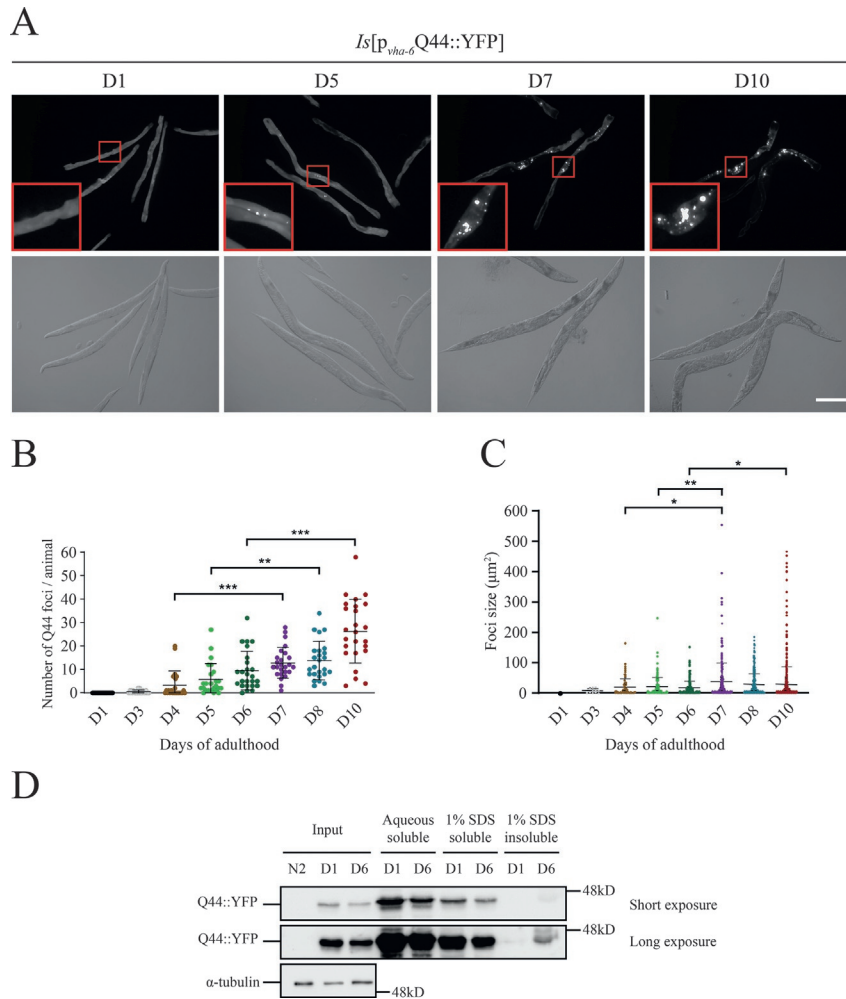 A
Is[pvha-6Q44::YFP]
D1 D5 D7 D10
B
Number of Q44 foci / animal
60
50
40
30
20
10
0
*** ** ***
D1 D3 D4 D5 D6 D7 D8 D10
Days of adulthood
C
Foci size (μm²)
600
500
400
300
200
100
0
* ** *
D1 D3 D4 D5 D6 D7 D8 D10
Days of adulthood
D
Input Aqueous soluble 1% SDS soluble 1% SDS insoluble
N2 D1 D6 D1 D6 D1 D6 D1 D6
Q44::YFP 48kD Short exposure
Q44::YFP 48kD Long exposure
α-tubulin 48kD